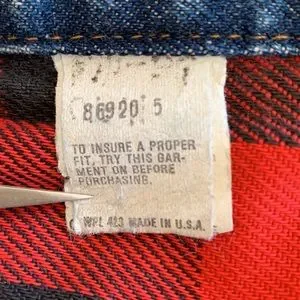 86920 5
TO INSURE A PROPER
FIT, TRY THIS GAR-
MENT ON BEFORE
PURCHASING.
WPL 423 MADE IN U.S.A.